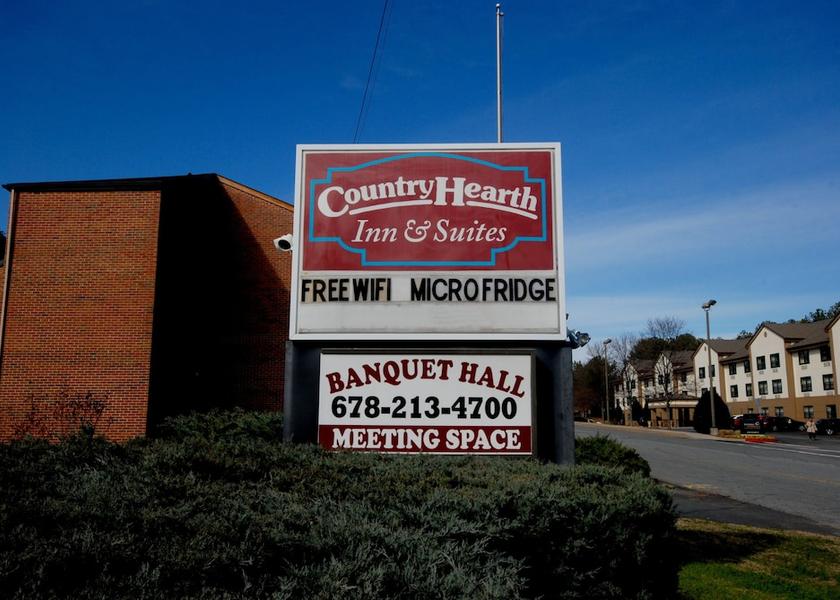 Country Hearth
Inn & Suites
FREE WIFI MICROFRIDGE
BANQUET HALL
678-213-4700
MEETING SPACE